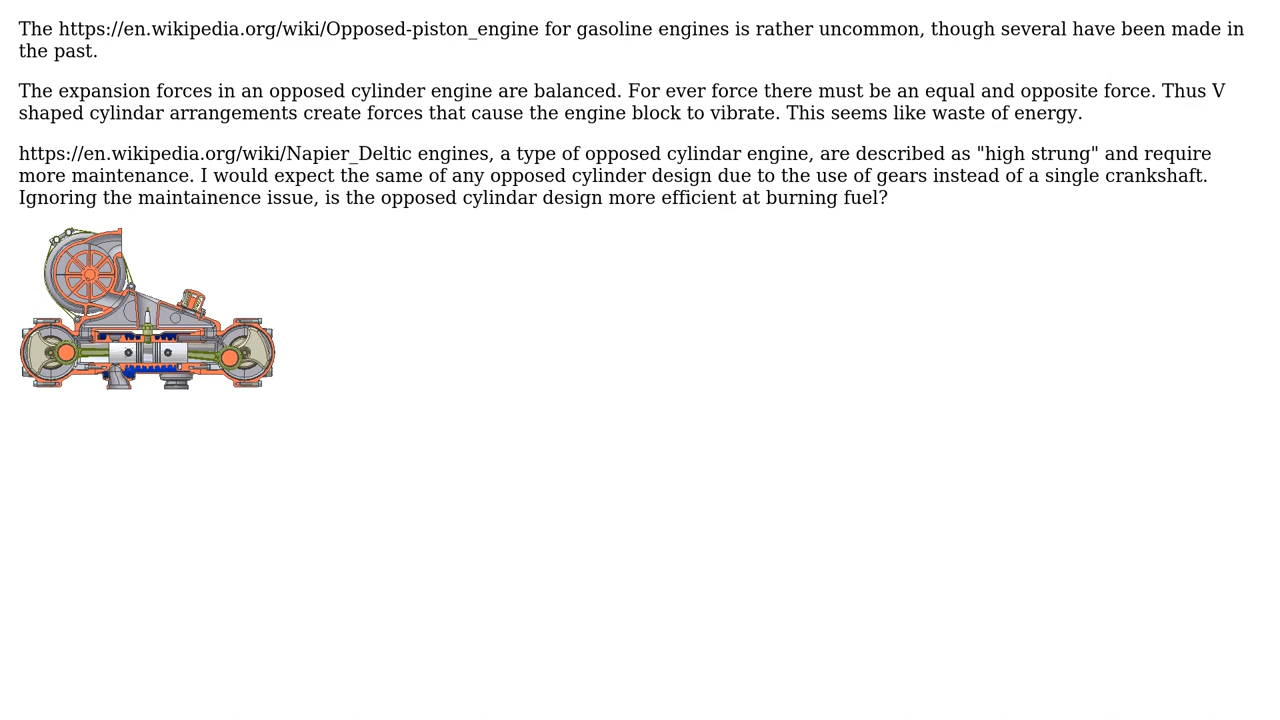 The https://en.wikipedia.org/wiki/Opposed-piston_engine for gasoline engines is rather uncommon, though several have been made in
the past.
The expansion forces in an opposed cylinder engine are balanced. For ever force there must be an equal and opposite force. Thus V
shaped cylindar arrangements create forces that cause the engine block to vibrate. This seems like waste of energy.
https://en.wikipedia.org/wiki/Napier_Deltic engines, a type of opposed cylindar engine, are described as "high strung" and require
more maintenance. I would expect the same of any opposed cylinder design due to the use of gears instead of a single crankshaft.
Ignoring the maintainence issue, is the opposed cylindar design more efficient at burning fuel?